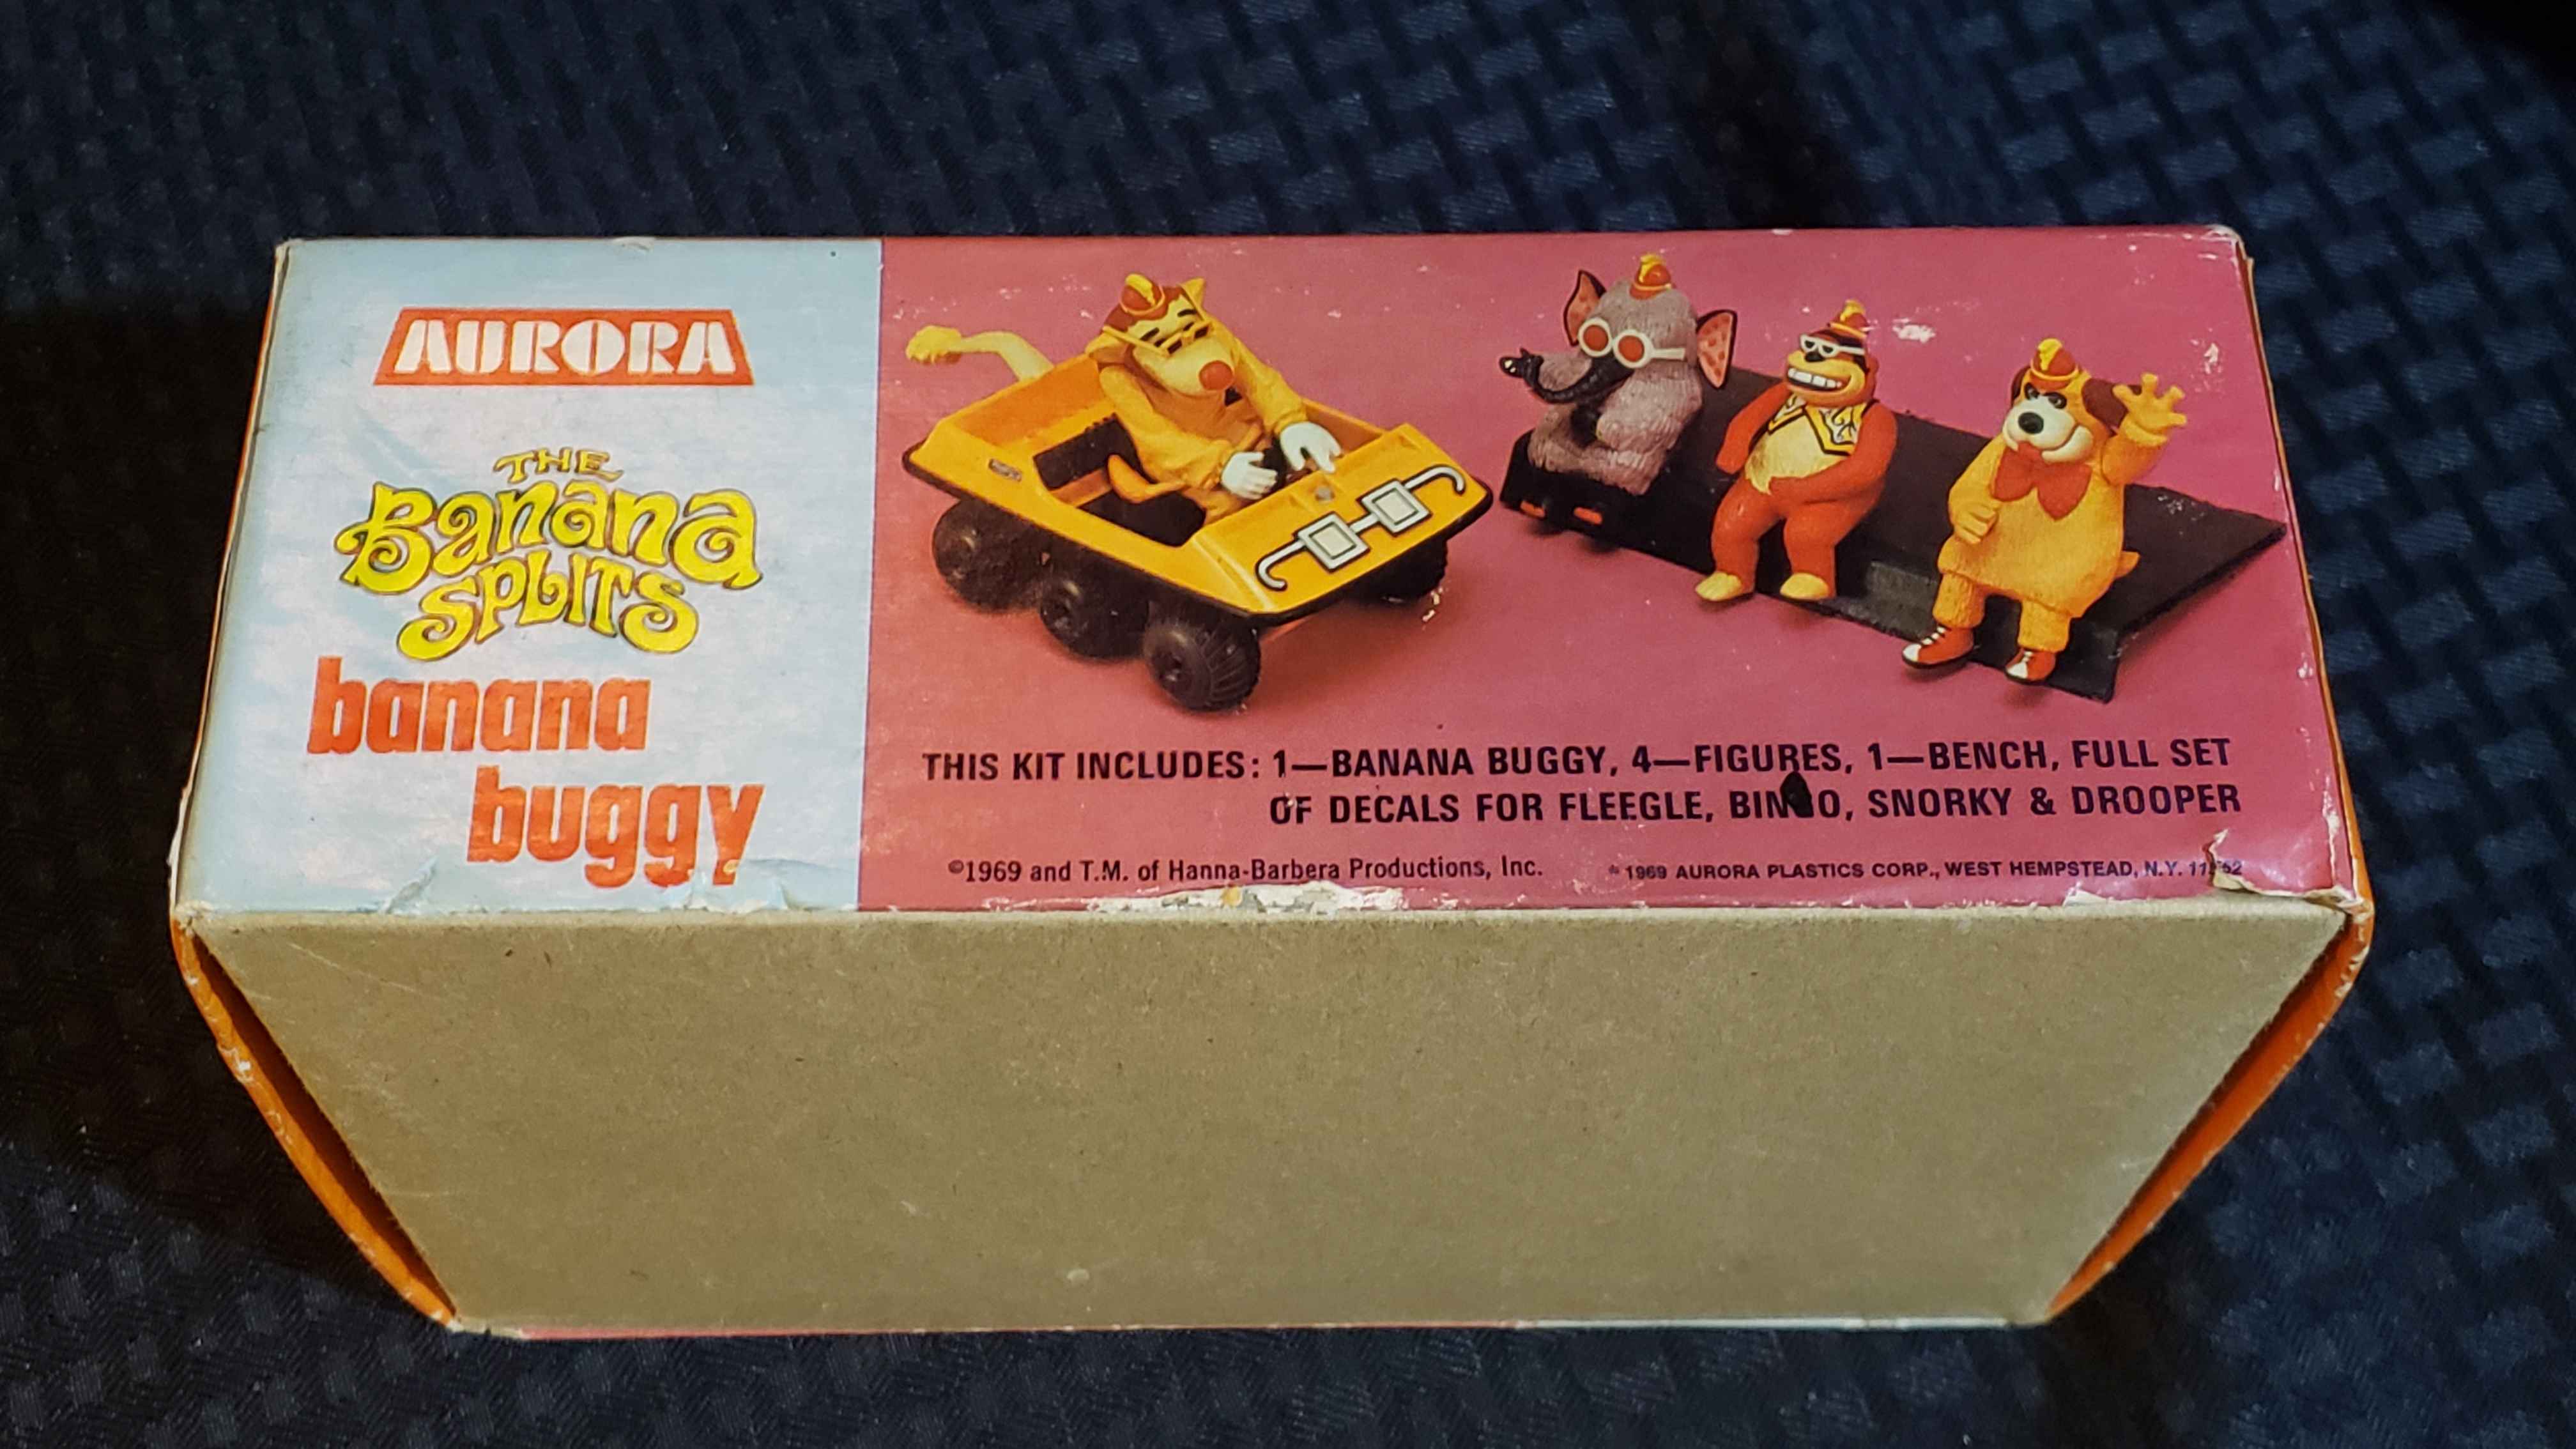 AURORA
THE
Banana
SPLITS
banana
buggy
THIS KIT INCLUDES: 1—BANANA BUGGY, 4—FIGURES, 1—BENCH, FULL SET
OF DECALS FOR FLEEGLE, BINGO, SNORKY & DROOPER
©1969 and T.M. of Hanna-Barbera Productions, Inc.
© 1969 AURORA PLASTICS CORP., WEST HEMPSTEAD, N.Y.